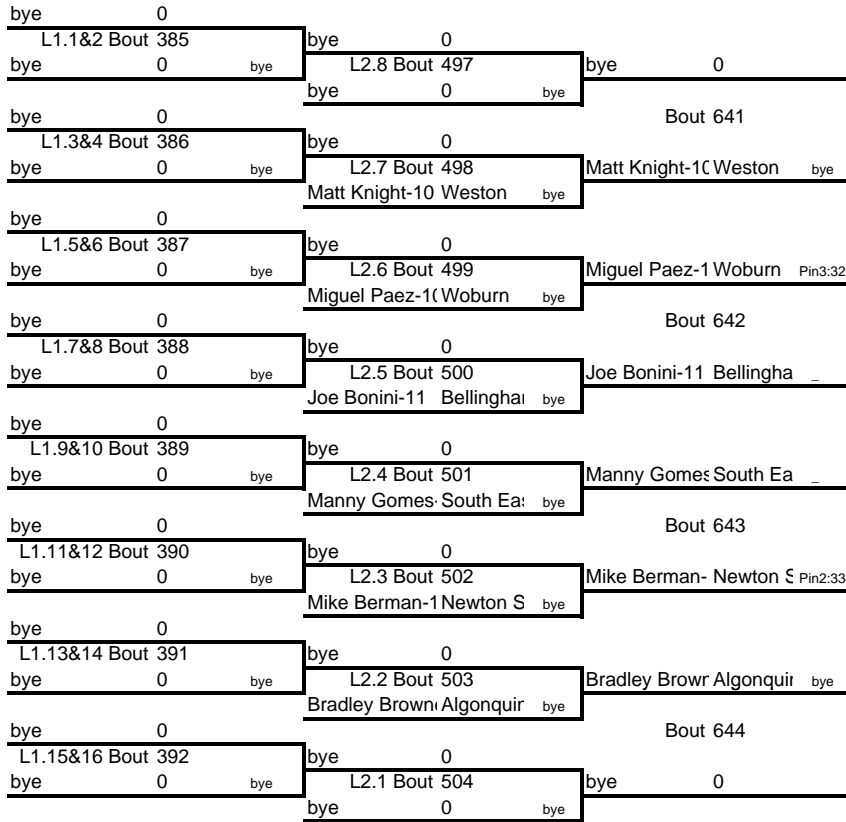 bye 0
L1.1&2 Bout 385 bye 0
bye 0 bye L2.8 Bout 497 bye 0
bye 0 bye
bye 0 Bout 641
L1.3&4 Bout 386 bye 0
bye 0 bye L2.7 Bout 498 Matt Knight-1( Weston bye
Matt Knight-10 Weston bye
bye 0
L1.5&6 Bout 387 bye 0
bye 0 bye L2.6 Bout 499 Miguel Paez-1 Woburn Pin3:32
Miguel Paez-1( Woburn bye
bye 0 Bout 642
L1.7&8 Bout 388 bye 0
bye 0 bye L2.5 Bout 500 Joe Bonini-11 Bellingha _
Joe Bonini-11 Bellinghai bye
bye 0
L1.9&10 Bout 389 bye 0
bye 0 bye L2.4 Bout 501 Manny Gomes South Ea _
Manny Gomes- South Eas bye
bye 0 Bout 643
L1.11&12 Bout 390 bye 0
bye 0 bye L2.3 Bout 502 Mike Berman- Newton S Pin2:33
Mike Berman-1 Newton S bye
bye 0
L1.13&14 Bout 391 bye 0
bye 0 bye L2.2 Bout 503 Bradley Browr Algonquir bye
Bradley Brown Algonquir bye
bye 0 Bout 644
L1.15&16 Bout 392 bye 0
bye 0 bye L2.1 Bout 504 bye 0
bye 0 bye